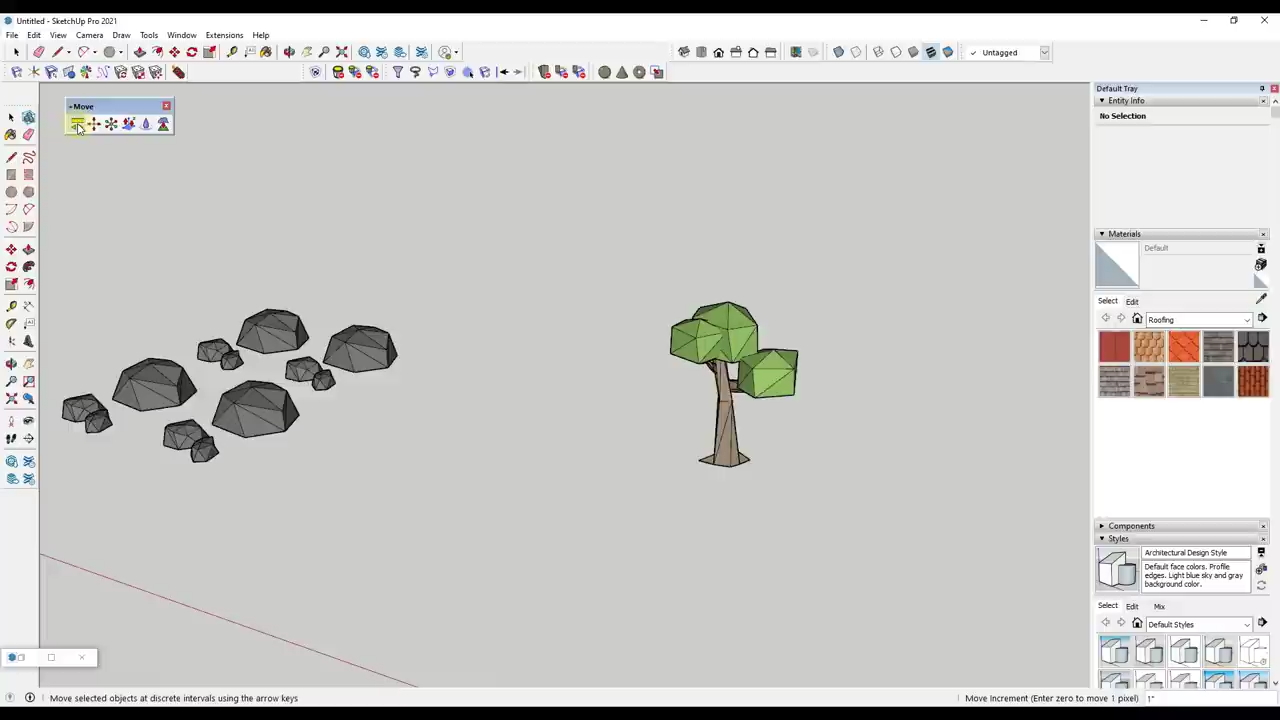 Untitled - SketchUp Pro 2021
File Edit View Camera Draw Tools Window Extensions Help
Untagged
Move
Default Tray
Entity Info
No Selection
Materials
Default
Select Edit
Roofing
Components
Styles
Architectural Design Style
Default face colors. Profile
edges. Light blue sky and gray
background color.
Select Edit Mix
Default Styles
Move selected objects at discrete intervals using the arrow keys
Move Increment (Enter zero to move 1 pixel) 1"